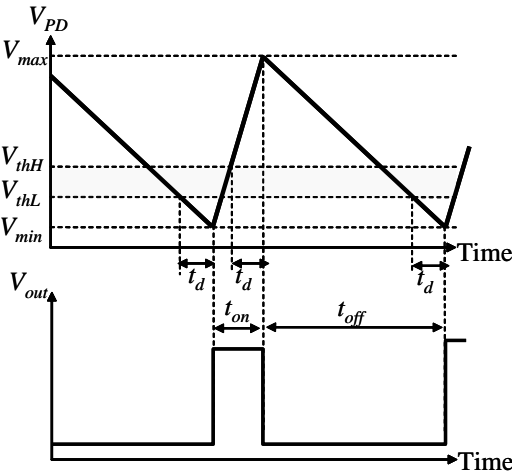 V_PD
V_max
V_thH
V_thL
V_min
Time
t_d t_d t_d
V_out
t_on t_off
Time